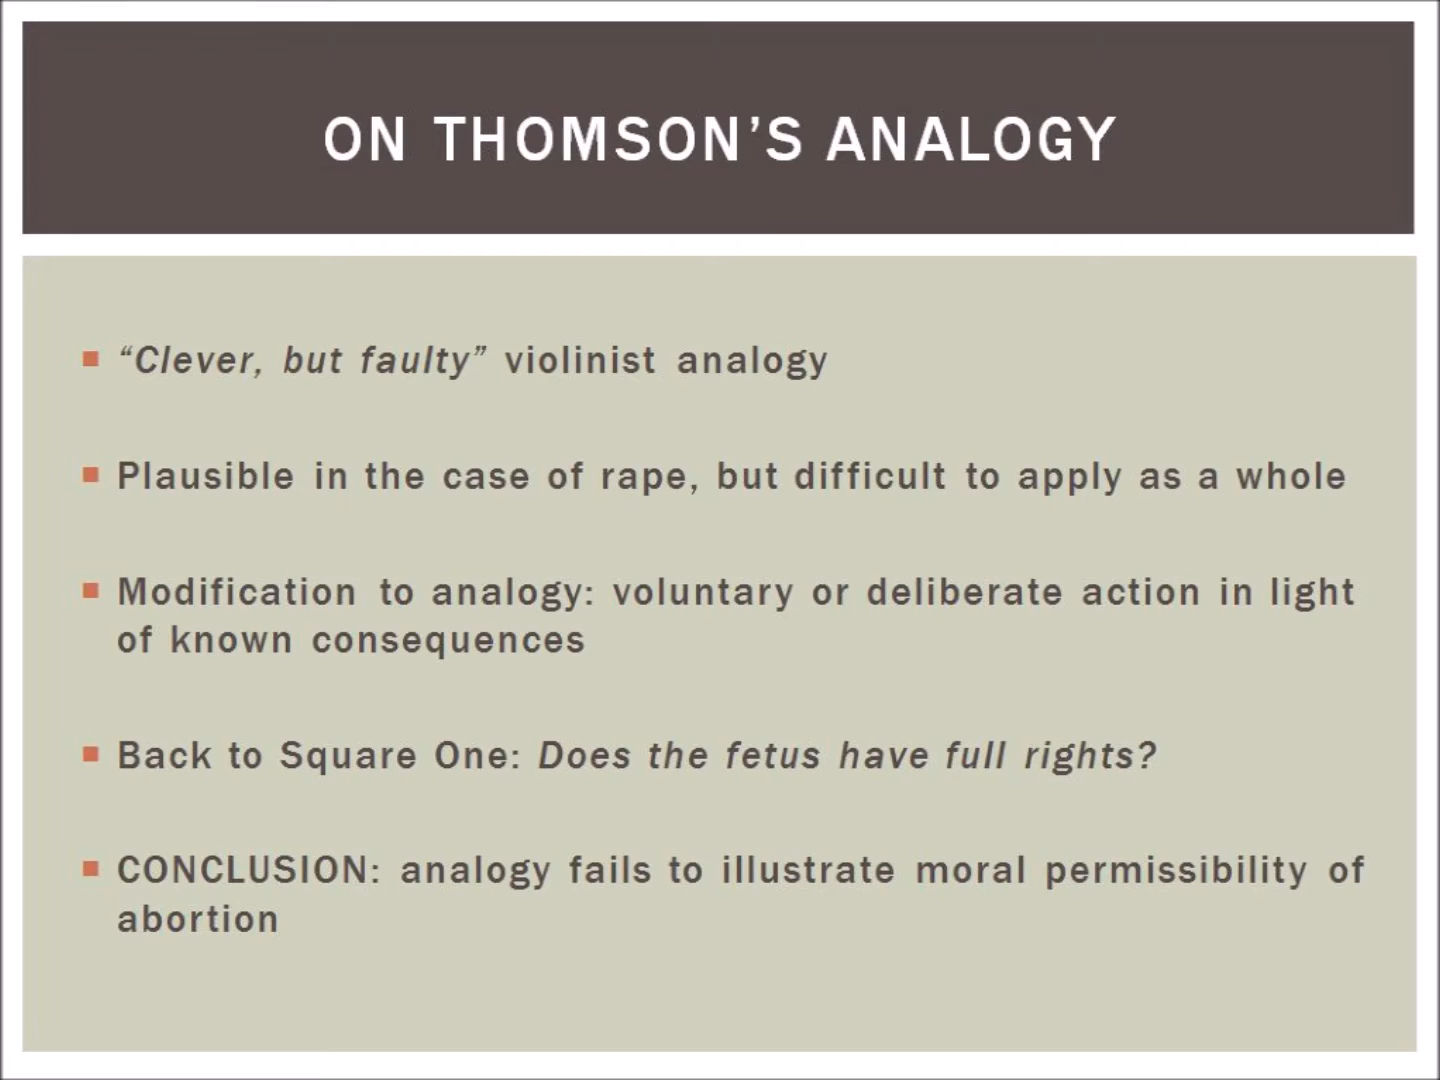 ON THOMSON’S ANALOGY
“Clever, but faulty” violinist analogy
Plausible in the case of rape, but difficult to apply as a whole
Modification to analogy: voluntary or deliberate action in light
of known consequences
Back to Square One: Does the fetus have full rights?
CONCLUSION: analogy fails to illustrate moral permissibility of
abortion